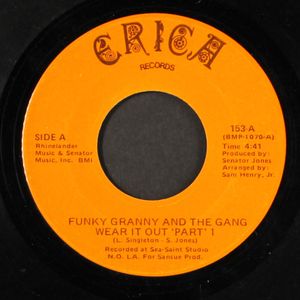 ERICA
RECORDS
SIDE A
Rhinelander
Music & Senator
Music, Inc. BMI
153-A
(BMP-1070-A)
Time 4:41
Produced by:
Senator Jones
Arranged by:
Sam Henry, Jr.
FUNKY GRANNY AND THE GANG
WEAR IT OUT 'PART' 1
(L. Singleton - S. Jones)
Recorded at Sea-Saint Studio
N.O. LA. For Sansue Prod.